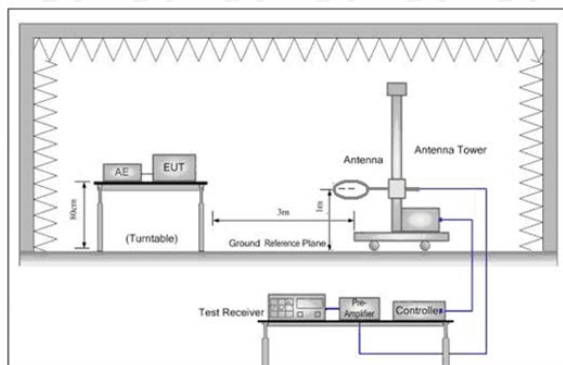 Antenna
Antenna Tower
AE
EUT
80cm
3m
1m
(Turntable)
Ground Reference Plane
Test Receiver
Pre-
Amplifier
Controller